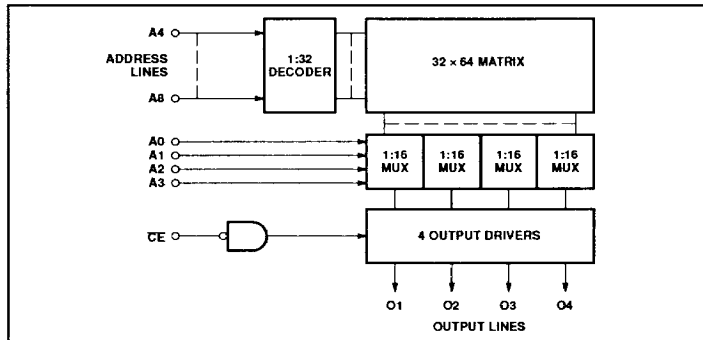 A4
ADDRESS
LINES
A8
1:32
DECODER
32 × 64 MATRIX
A0
A1
A2
A3
1:16
MUX
1:16
MUX
1:16
MUX
1:16
MUX
CE
4 OUTPUT DRIVERS
O1 O2 O3 O4
OUTPUT LINES